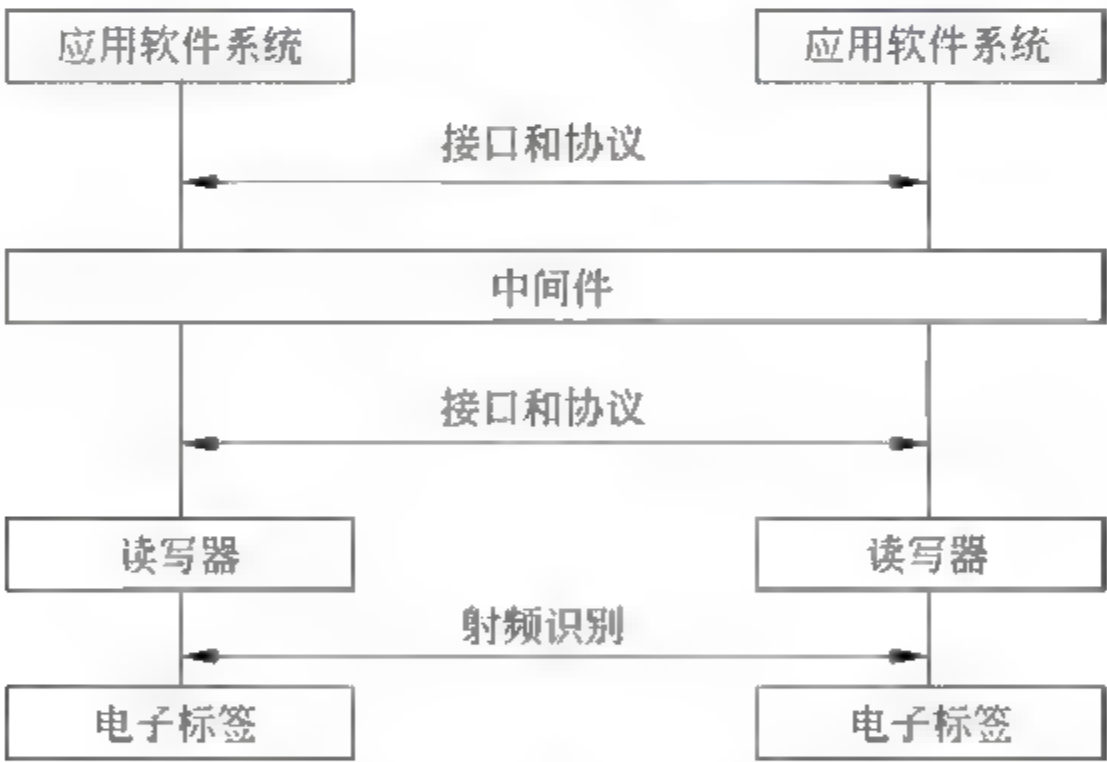 应用软件系统
应用软件系统
接口和协议
中间件
接口和协议
读写器
读写器
射频识别
电子标签
电子标签